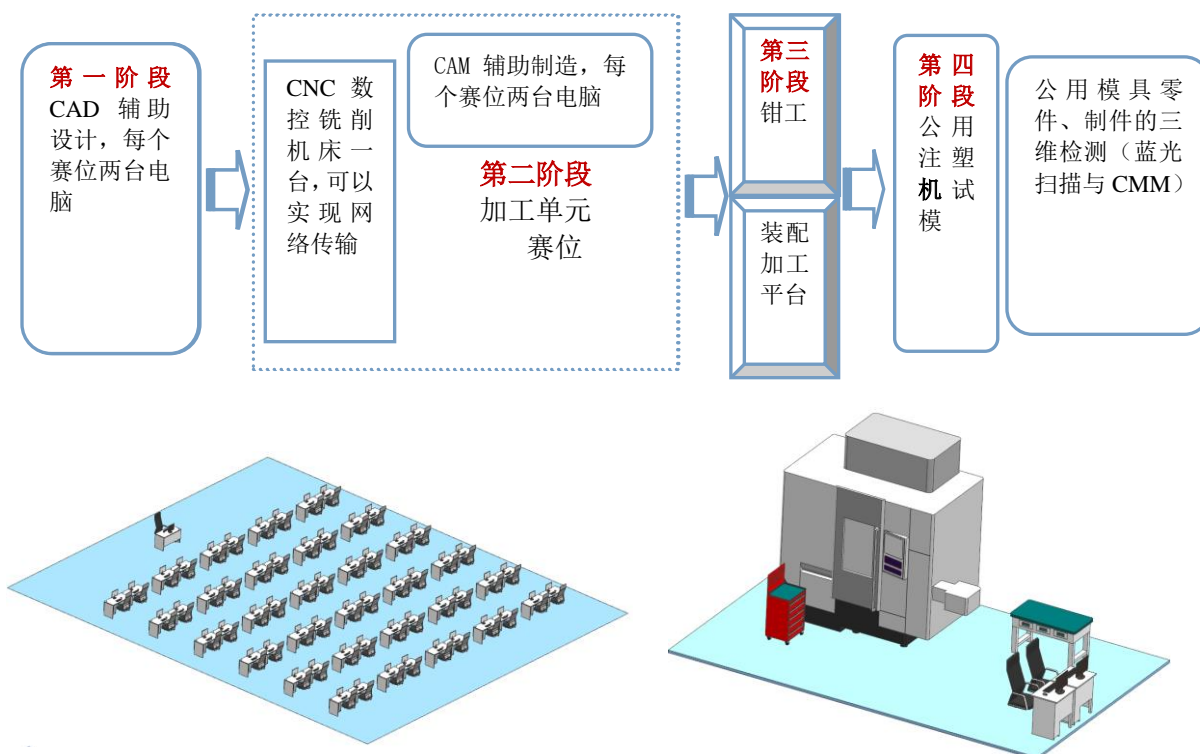 第一阶段
CAD 辅助
设计，每个
赛位两台电
脑
CNC 数
控铣削
机床一
台，可以
实现网
络传输
CAM 辅助制造，每
个赛位两台电脑
第二阶段
加工单元
赛位
第三
阶段
钳工
装配
加工
平台
第四
阶段
公用
注塑
机试
模
公用模具零
件、制件的三
维检测（蓝光
扫描与 CMM）